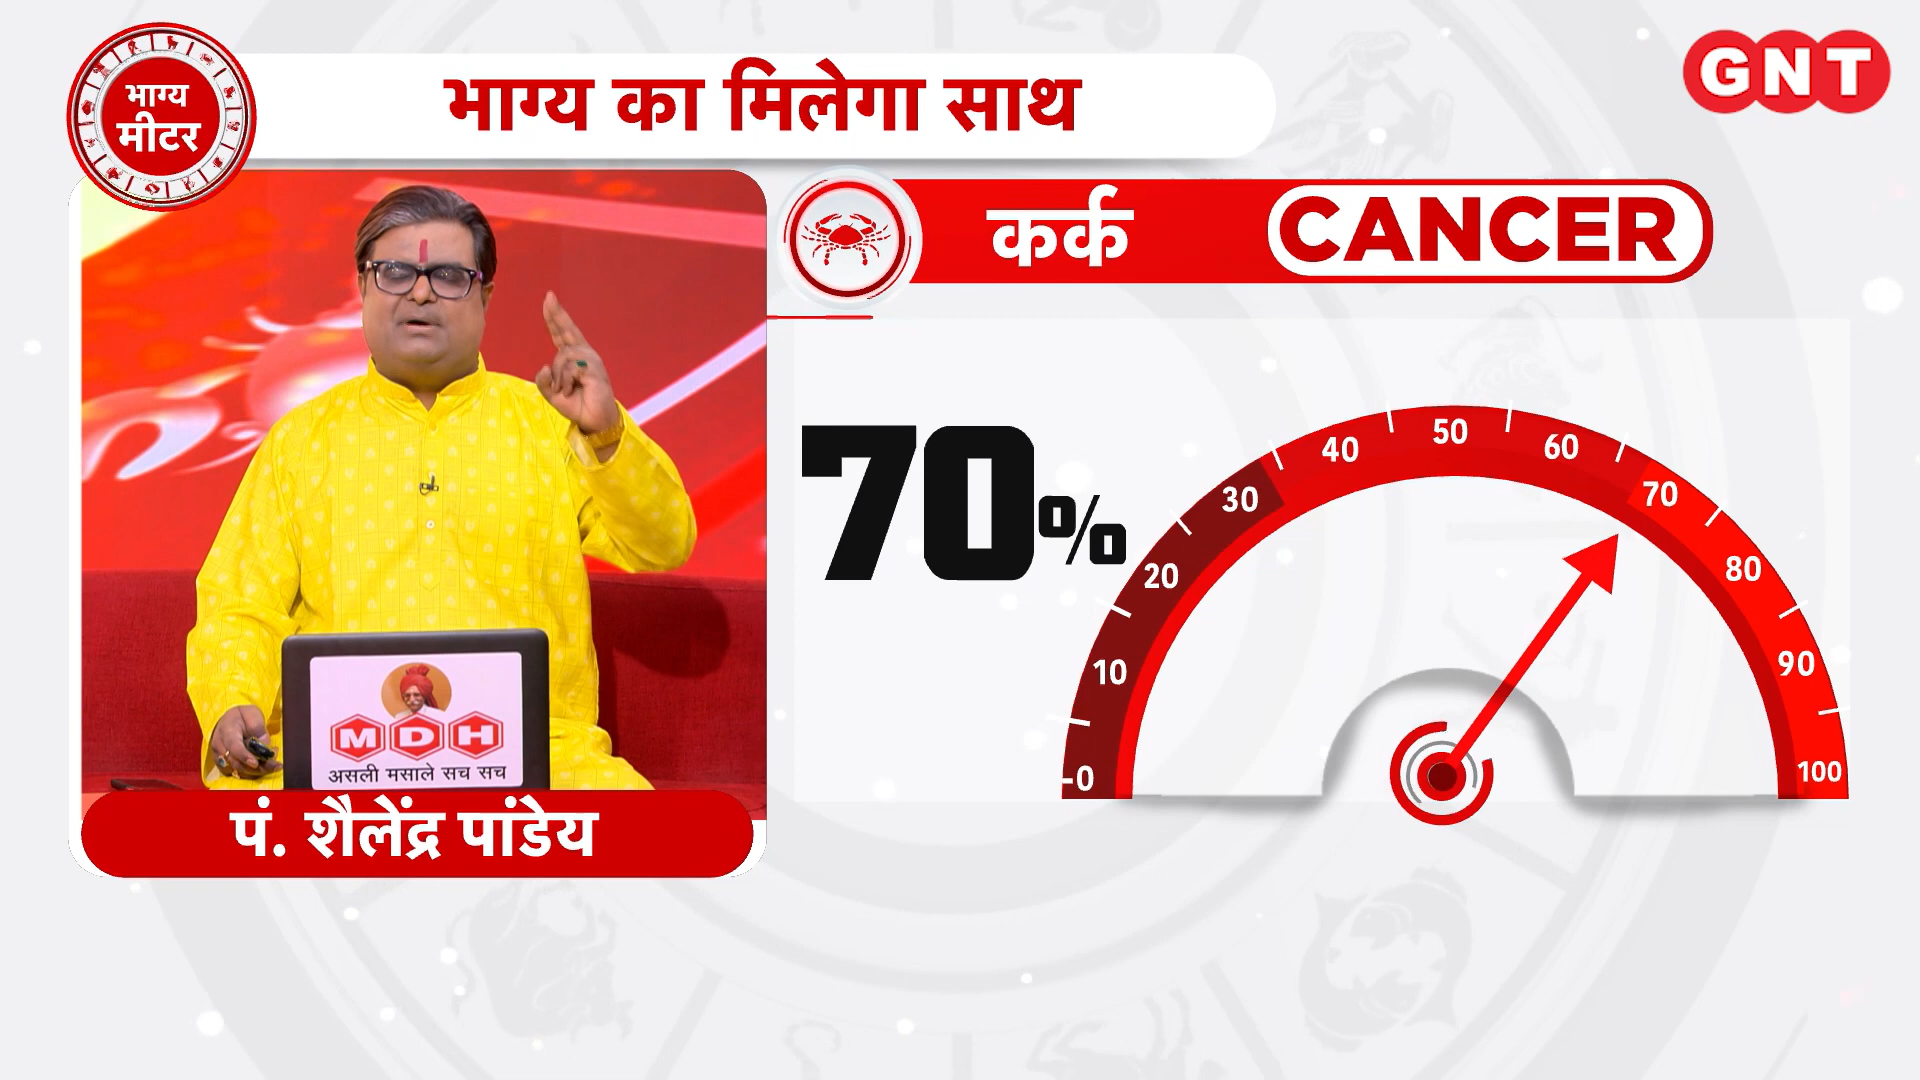 भाग्य
मीटर
भाग्य का मिलेगा साथ
GNT
कर्क
CANCER
70%
0
10
20
30
40
50
60
70
80
90
100
MDH
असली मसाले सच सच
पं. शैलेंद्र पांडेय